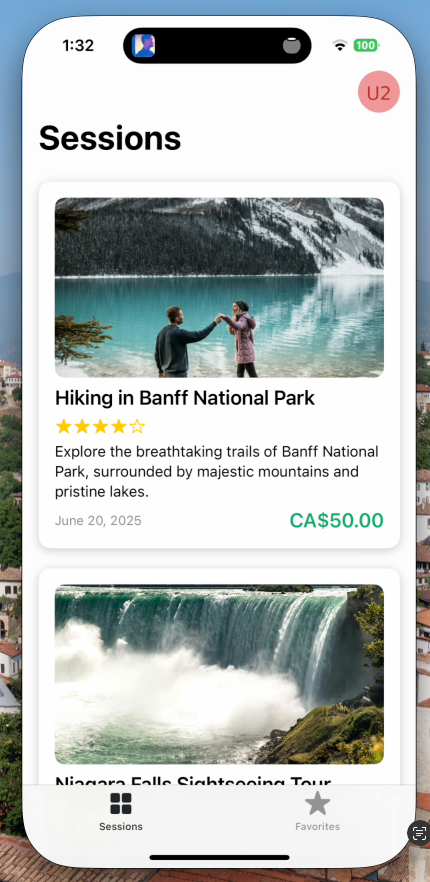 1:32
100
U2
Sessions
Hiking in Banff National Park
Explore the breathtaking trails of Banff National
Park, surrounded by majestic mountains and
pristine lakes.
June 20, 2025
CA$50.00
Niagara Falls Sightseeing Tour
Sessions
Favorites